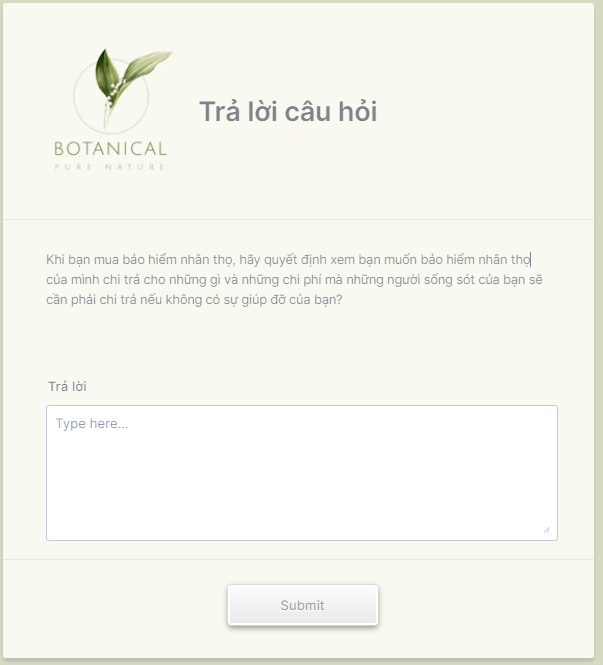 BOTANICAL
PURE NATURE
Trả lời câu hỏi
Khi bạn mua bảo hiểm nhân thọ, hãy quyết định xem bạn muốn bảo hiểm nhân thọ
của mình chi trả cho những gì và những chi phí mà những người sống sót của bạn sẽ
cần phải chi trả nếu không có sự giúp đỡ của bạn?
Trả lời
Type here...
Submit